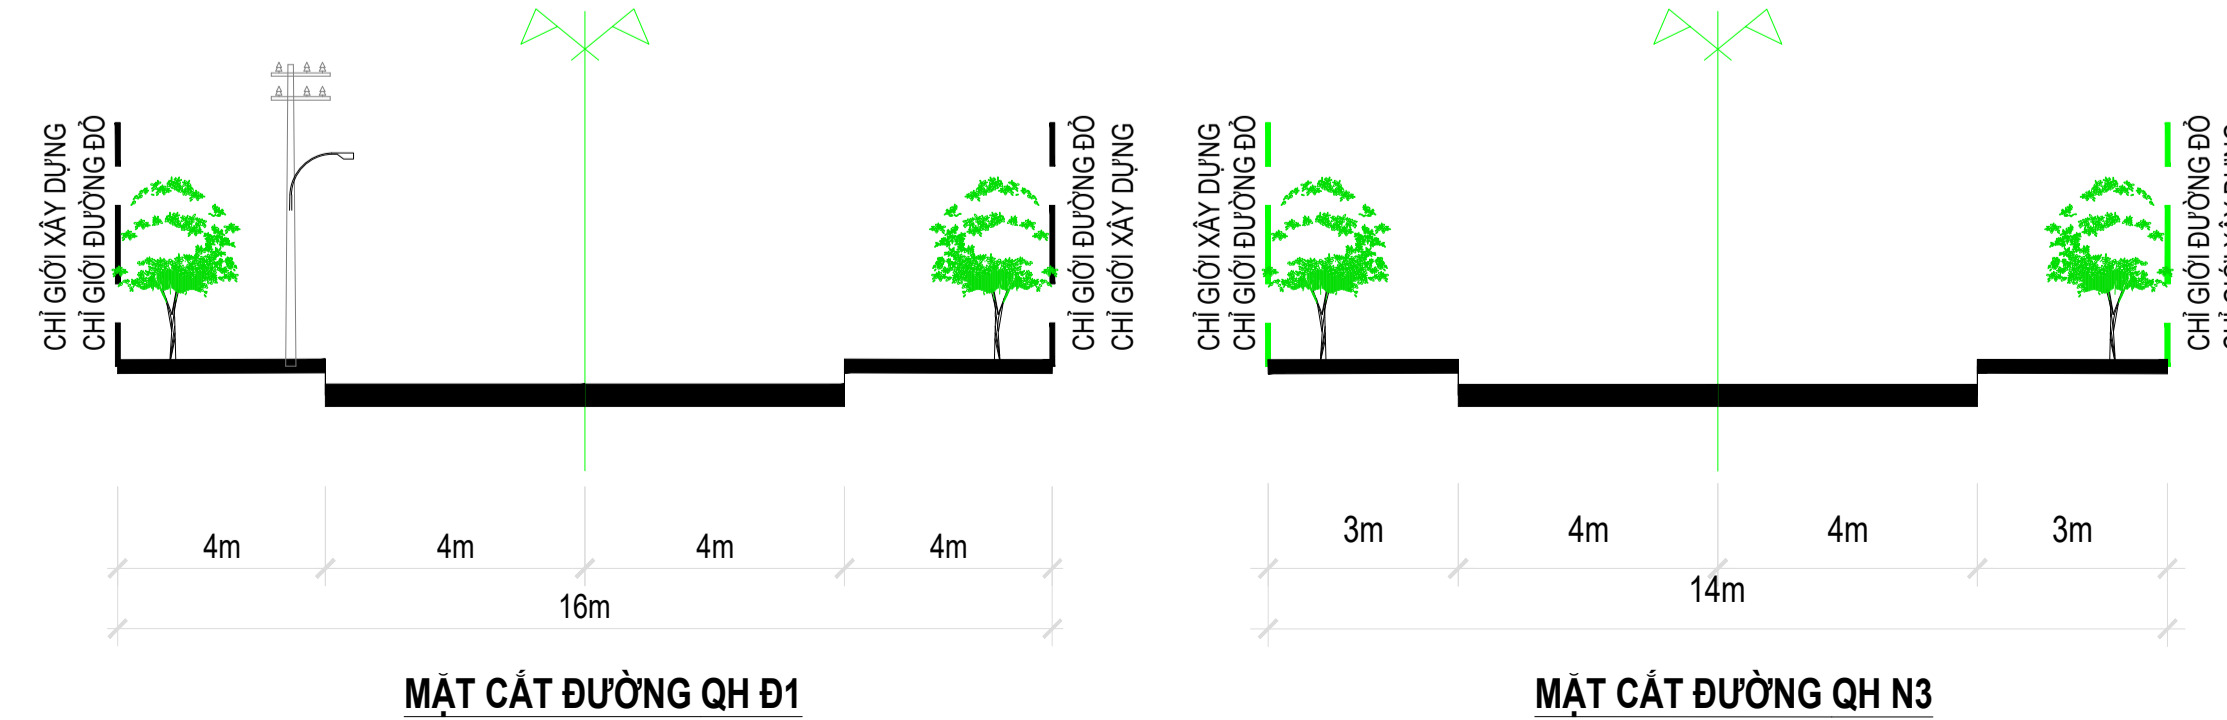 CHỈ GIỚI XÂY DỰNG
CHỈ GIỚI ĐƯỜNG ĐỎ
CHỈ GIỚI ĐƯỜNG ĐỎ
CHỈ GIỚI XÂY DỰNG
4m
4m
4m
4m
16m
MẶT CẮT ĐƯỜNG QH Đ1
CHỈ GIỚI XÂY DỰNG
CHỈ GIỚI ĐƯỜNG ĐỎ
CHỈ GIỚI ĐƯỜNG ĐỎ
3m
4m
4m
3m
14m
MẶT CẮT ĐƯỜNG QH N3